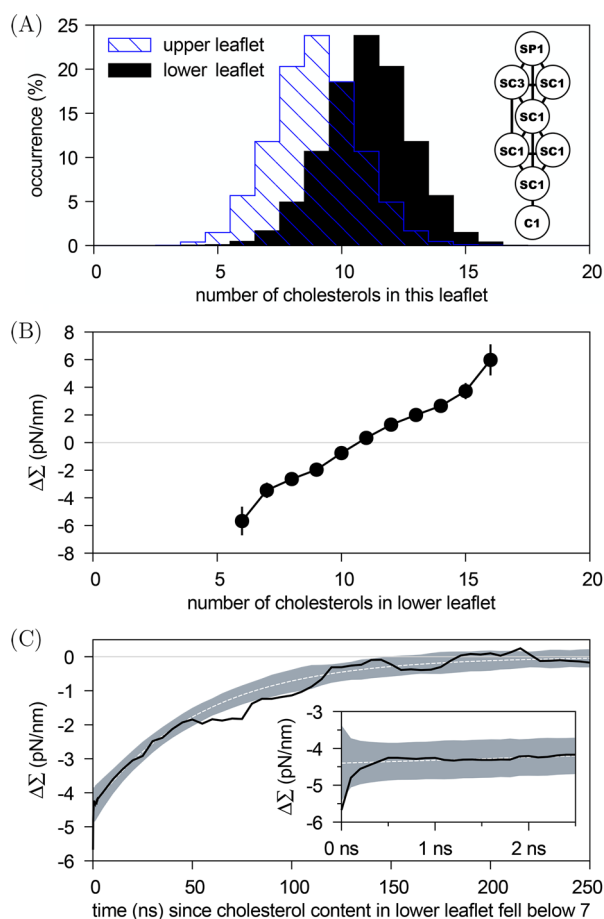 (A)
25
20
15
10
5
0
occurrence (%)
upper leaflet
lower leaflet
SP1
SC3
SC1
SC1
SC1
SC1
SC1
C1
0
5
10
15
20
number of cholesterols in this leaflet
(B)
8
6
4
2
0
-2
-4
-6
-8
ΔΣ (pN/nm)
0
5
10
15
20
number of cholesterols in lower leaflet
(C)
0
-1
-2
-3
-4
-5
-6
ΔΣ (pN/nm)
-3
-4
-5
-6
ΔΣ (pN/nm)
0 ns
1 ns
2 ns
0
50
100
150
200
250
time (ns) since cholesterol content in lower leaflet fell below 7